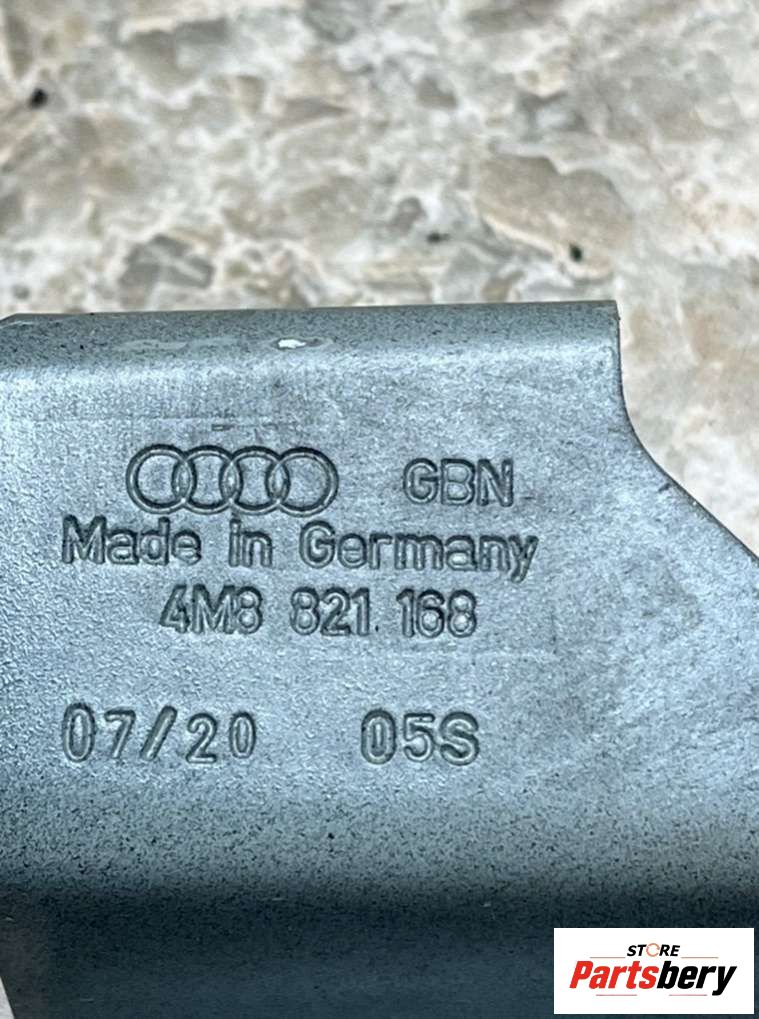 GBN
Made in Germany
4M8 821 168
07/20 05S
STORE
Partsbery